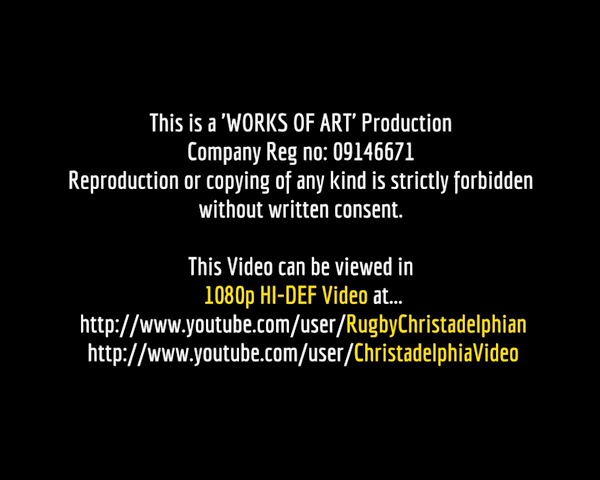 This is a 'WORKS OF ART' Production
Company Reg no: 09146671
Reproduction or copying of any kind is strictly forbidden
without written consent.
This Video can be viewed in
1080p HI-DEF Video at...
http://www.youtube.com/user/RugbyChristadelphian
http://www.youtube.com/user/ChristadelphiaVideo